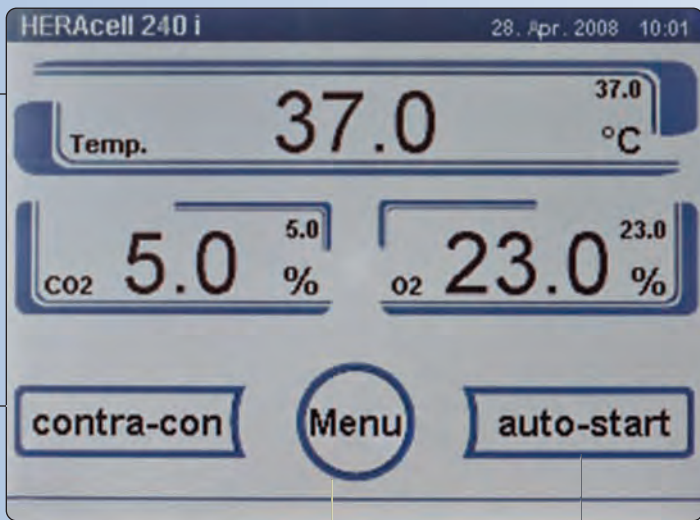 HERAcell 240 i 28. Apr. 2008 10:01
37.0
Temp. 37.0 °C
5.0 23.0
CO2 5.0 % O2 23.0 %
contra-con Menu auto-start